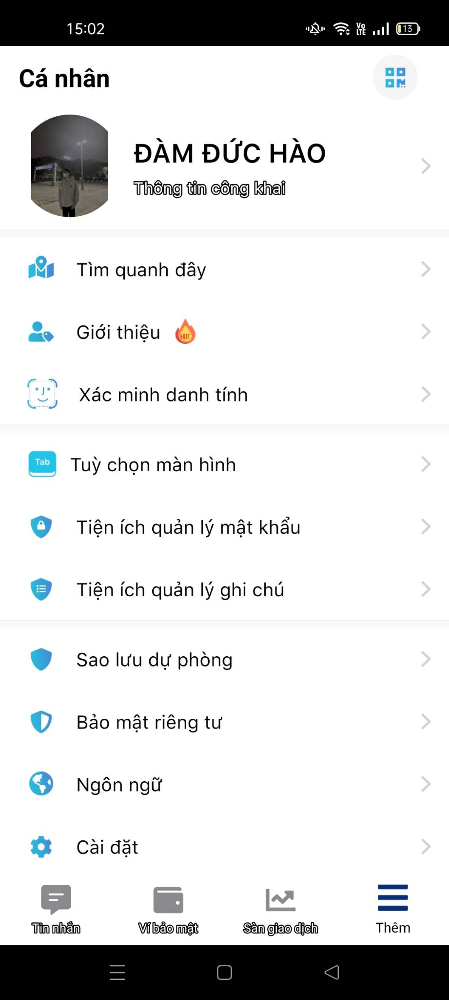 15:02
Vo
LTE
13
Cá nhân
ĐÀM ĐỨC HÀO
Thông tin công khai
Tìm quanh đây
Giới thiệu
HOT
Xác minh danh tính
Tab
Tuỳ chọn màn hình
Tiện ích quản lý mật khẩu
Tiện ích quản lý ghi chú
Sao lưu dự phòng
Bảo mật riêng tư
Ngôn ngữ
Cài đặt
Tin nhắn
Ví bảo mật
Sàn giao dịch
Thêm